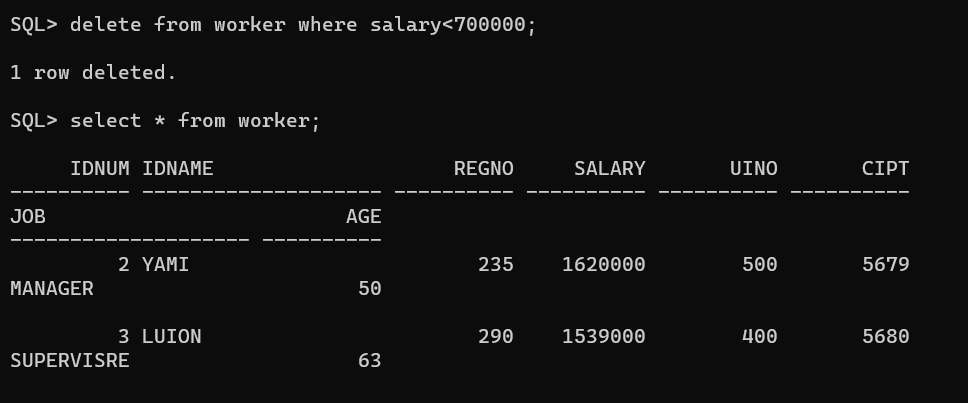 SQL> delete from worker where salary<700000;
1 row deleted.
SQL> select * from worker;
     IDNUM IDNAME                    REGNO     SALARY       UINO       CIPT
---------- -------------------- ---------- ---------- ---------- ----------
JOB                         AGE
-------------------- ----------
         2 YAMI                        235    1620000        500       5679
MANAGER                      50
         3 LUION                       290    1539000        400       5680
SUPERVISRE                   63